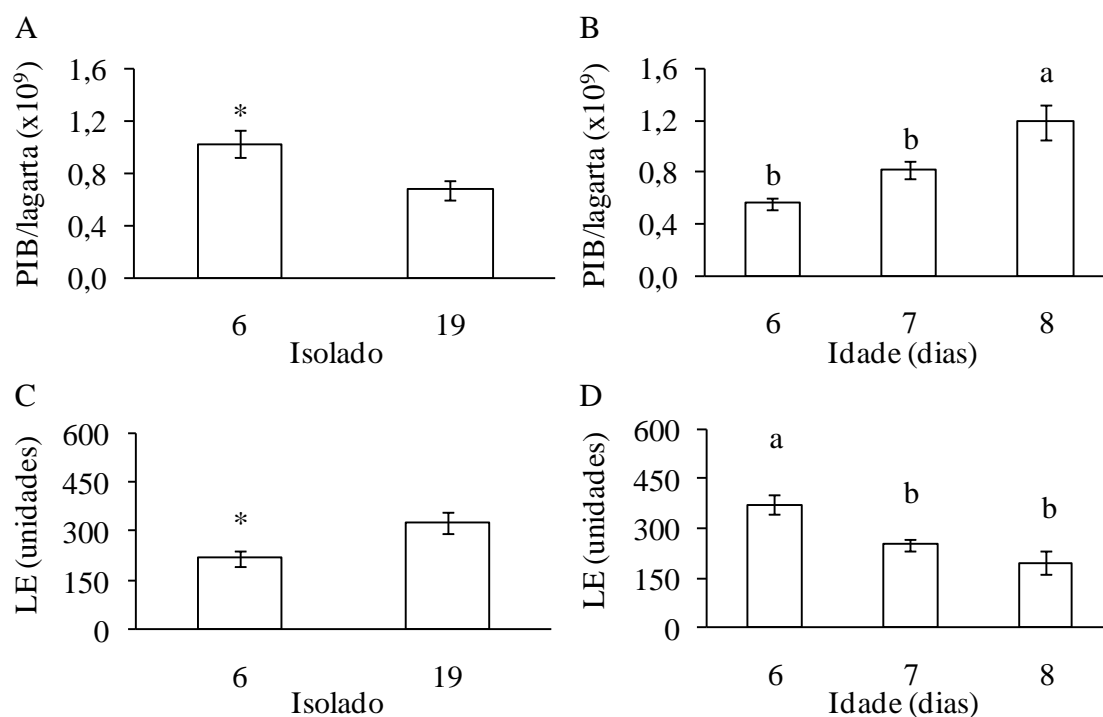 A
PIB/lagarta (x10⁹)
1,6
1,2
0,8
0,4
0,0
*
6 19
Isolado
B
PIB/lagarta (x10⁹)
1,6
1,2
0,8
0,4
0,0
b b a
6 7 8
Idade (dias)
C
LE (unidades)
600
450
300
150
0
*
6 19
Isolado
D
LE (unidades)
600
450
300
150
0
a b b
6 7 8
Idade (dias)